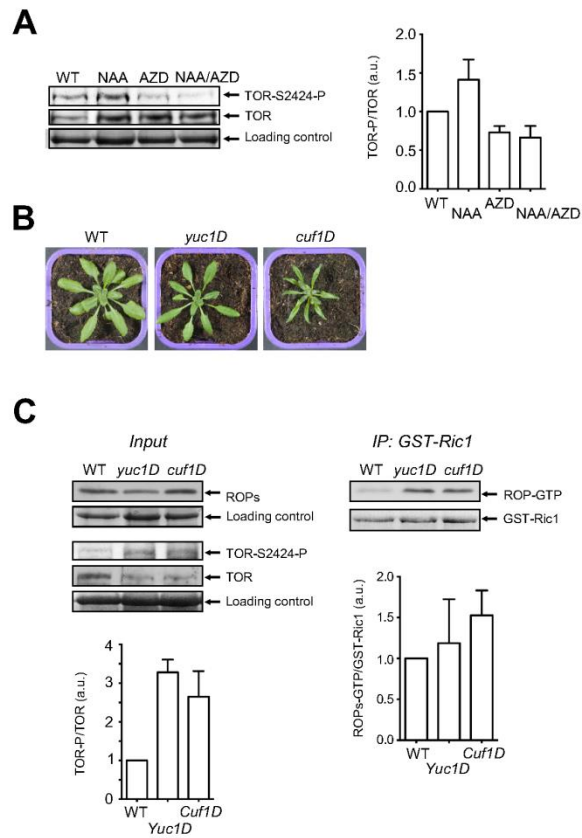 A
WT NAA AZD NAA/AZD
TOR-S2424-P
TOR
Loading control
TOR-P/TOR (a.u.)
2.0
1.5
1.0
0.5
0.0
WT
NAA
AZD
NAA/AZD
B
WT yuc1D cuf1D
C
Input
WT yuc1D cuf1D
ROPs
Loading control
TOR-S2424-P
TOR
Loading control
TOR-P/TOR (a.u.)
4
3
2
1
0
WT
Yuc1D
Cuf1D
IP: GST-Ric1
WT yuc1D cuf1D
ROP-GTP
GST-Ric1
ROPs-GTP/GST-Ric1 (a.u.)
2.0
1.5
1.0
0.5
0.0
WT
Yuc1D
Cuf1D